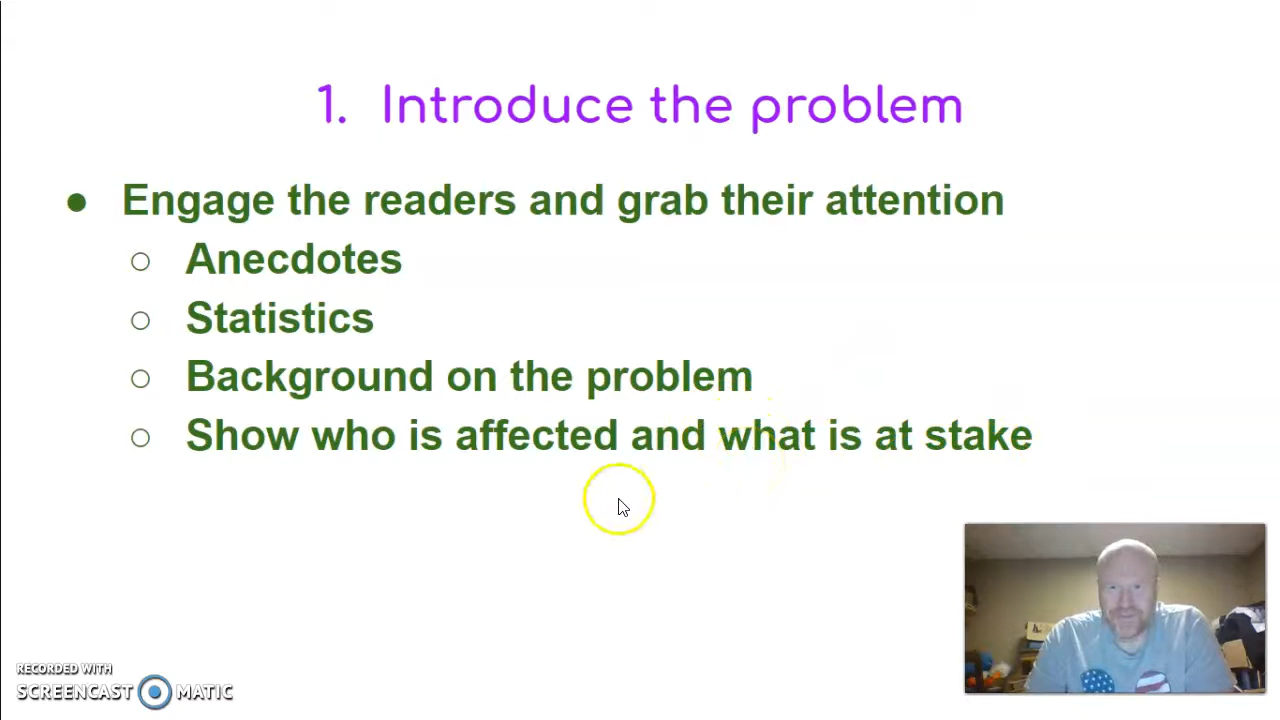 1. Introduce the problem
● Engage the readers and grab their attention
○ Anecdotes
○ Statistics
○ Background on the problem
○ Show who is affected and what is at stake
RECORDED WITH
SCREENCAST MATIC